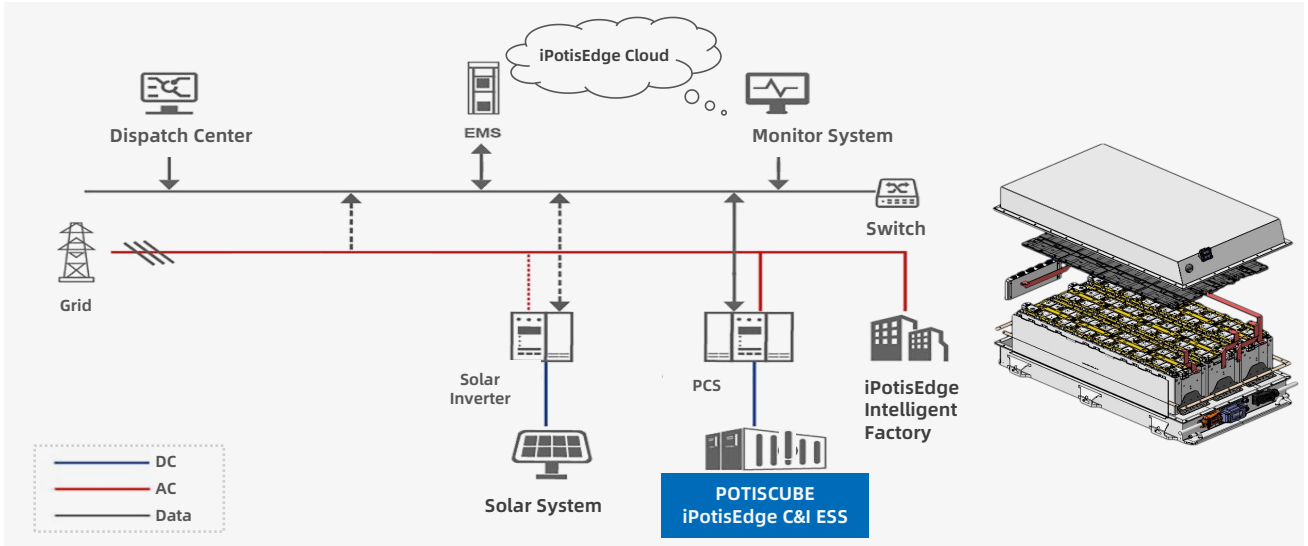 iPotisEdge Cloud
Dispatch Center
EMS
Monitor System
Switch
Grid
Solar
Inverter
PCS
iPotisEdge
Intelligent
Factory
DC
AC
Data
Solar System
POTISCUBE
iPotisEdge C&I ESS